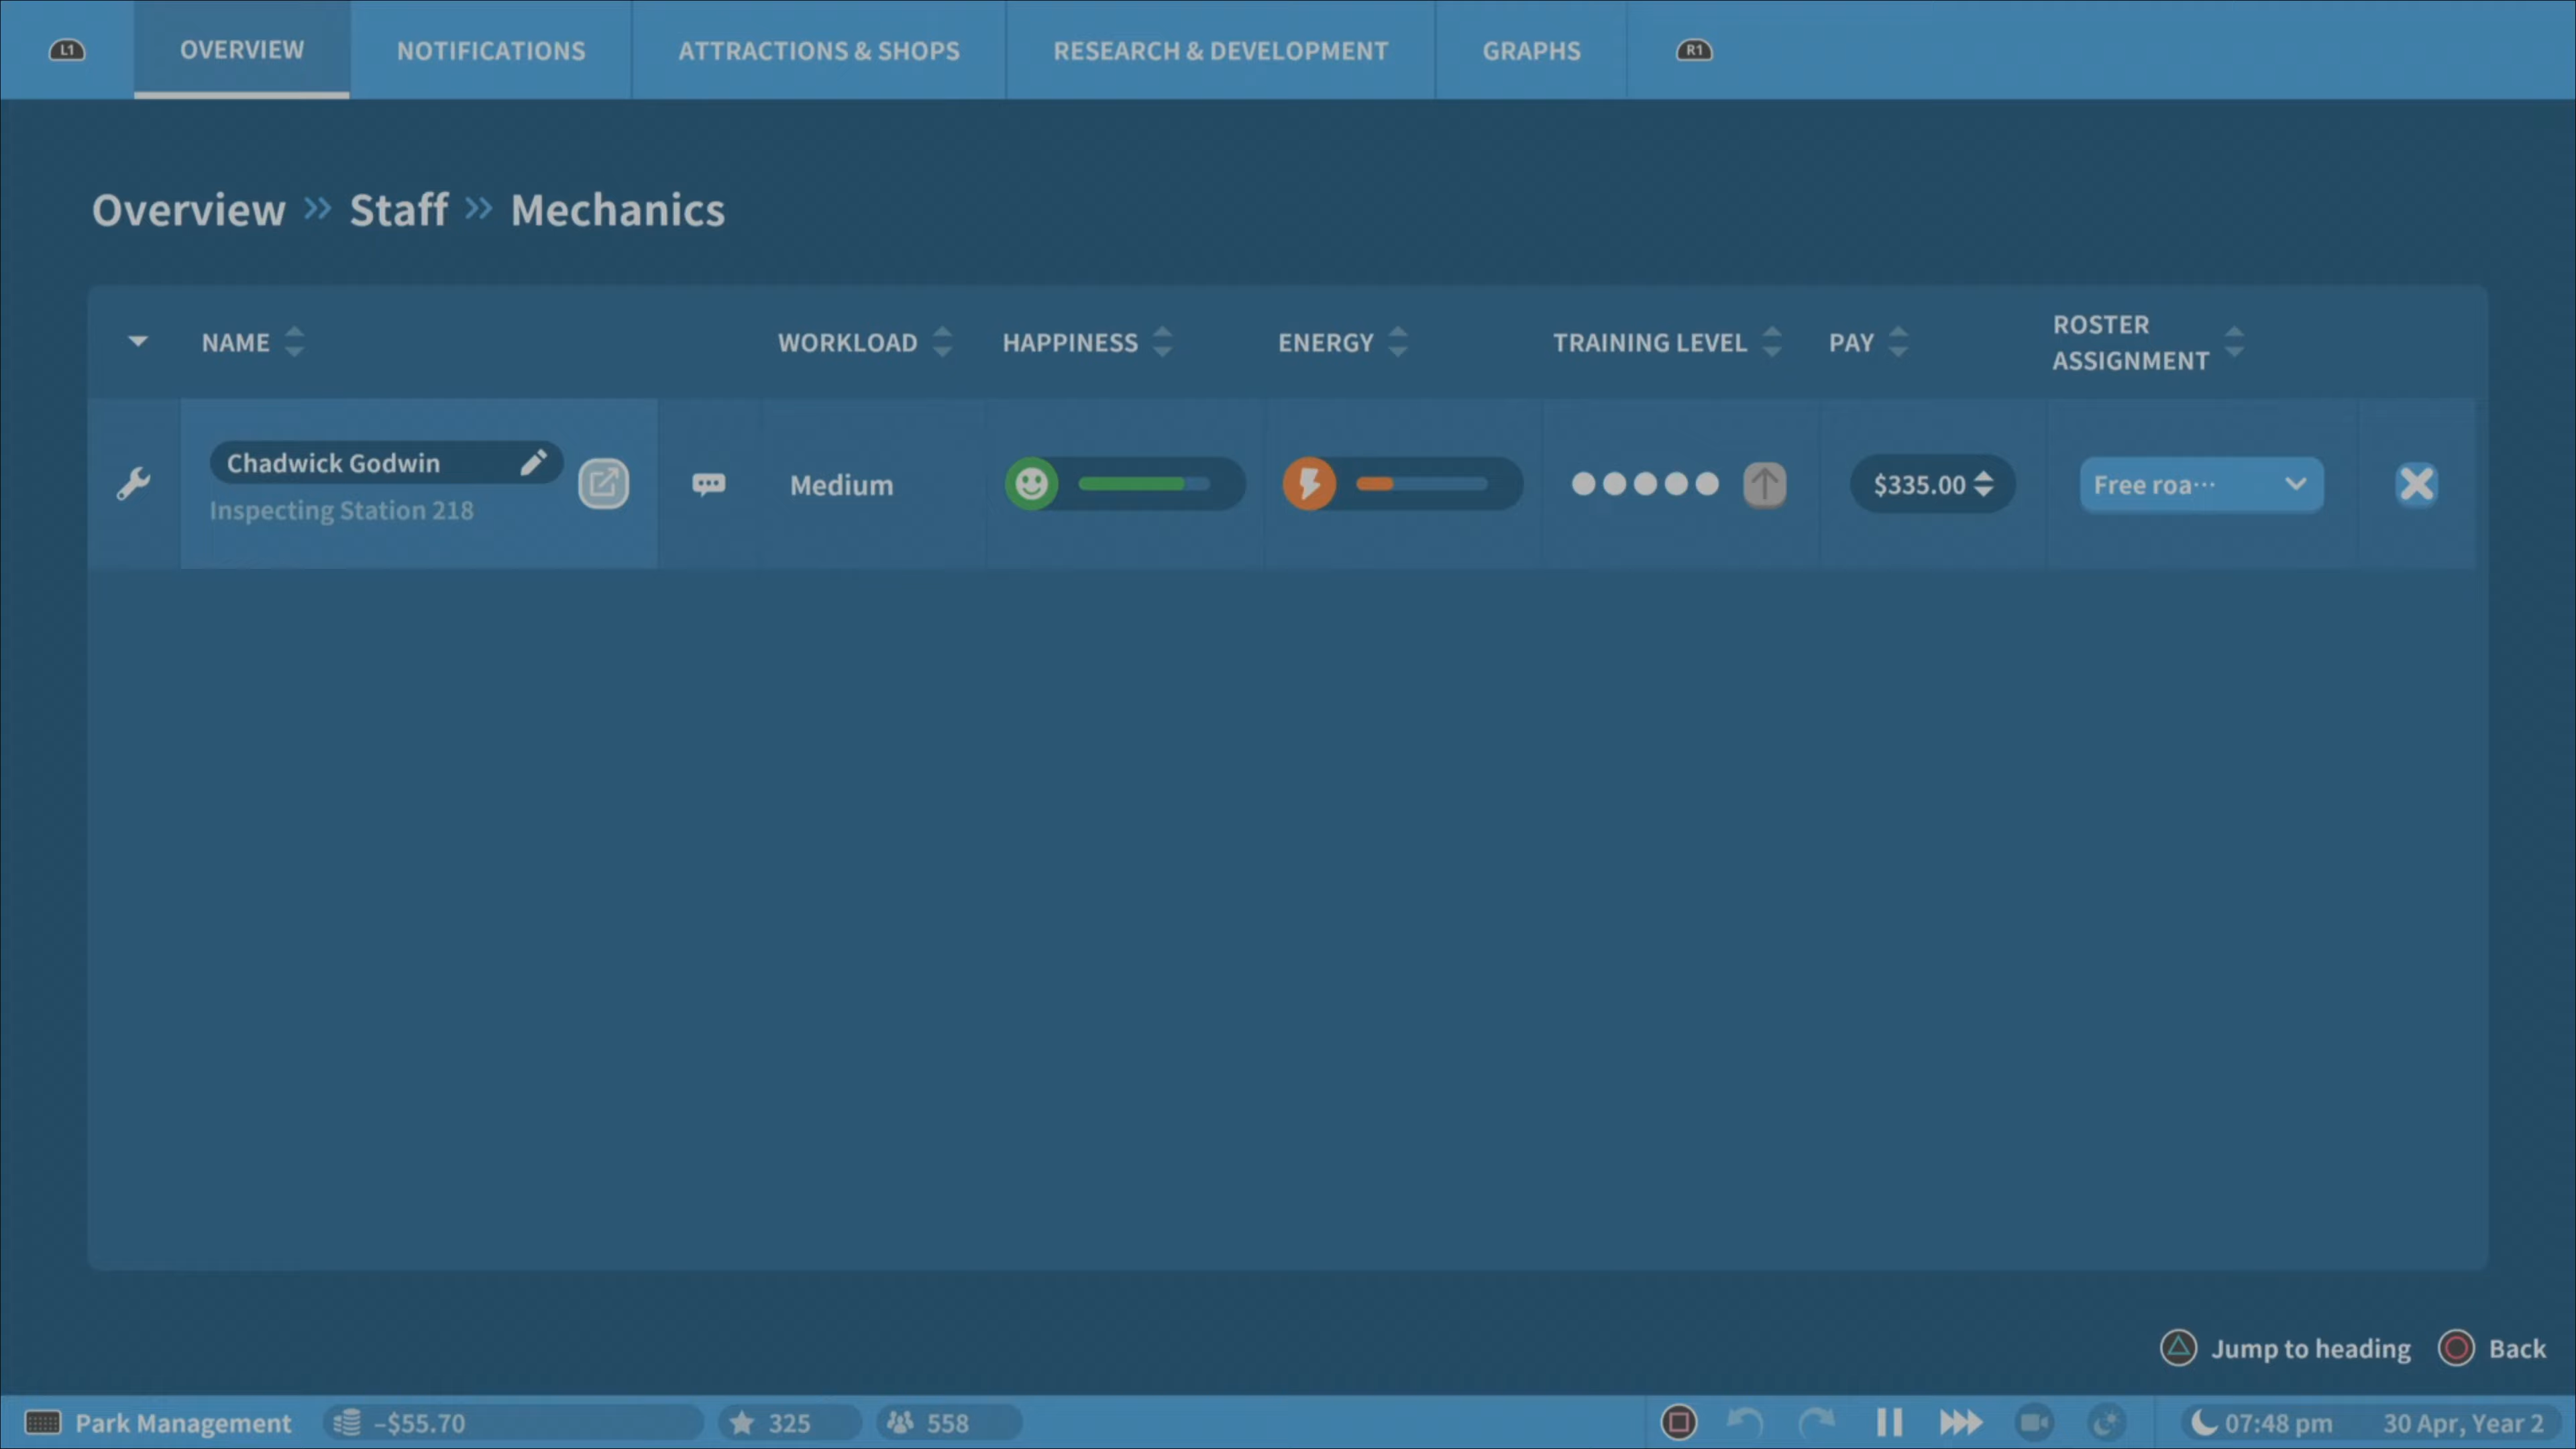 L1
OVERVIEW
NOTIFICATIONS
ATTRACTIONS & SHOPS
RESEARCH & DEVELOPMENT
GRAPHS
R1
Overview » Staff » Mechanics
NAME
WORKLOAD
HAPPINESS
ENERGY
TRAINING LEVEL
PAY
ROSTER
ASSIGNMENT
Chadwick Godwin
Inspecting Station 218
Medium
$335.00
Free roa···
Jump to heading
Back
Park Management
–$55.70
325
558
07:48 pm
30 Apr, Year 2